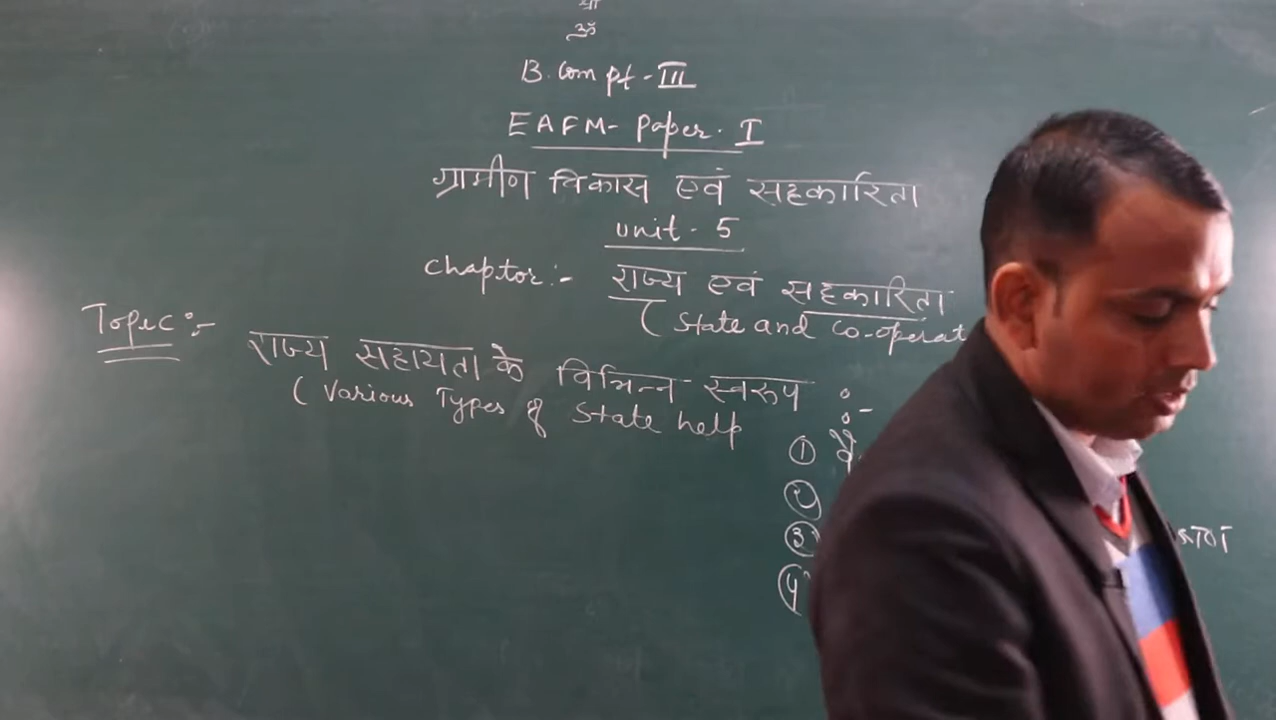 ॐ
B. Com pt - III
EAFM - Paper. I
ग्रामीण विकास एवं सहकारिता
unit - 5
Chaptor :- राज्य एवं सहकारिता
( State and Co-operat
Topic :- राज्य सहायता के विभिन्न स्वरूप :-
( Various Types of State help
①
②
③
④